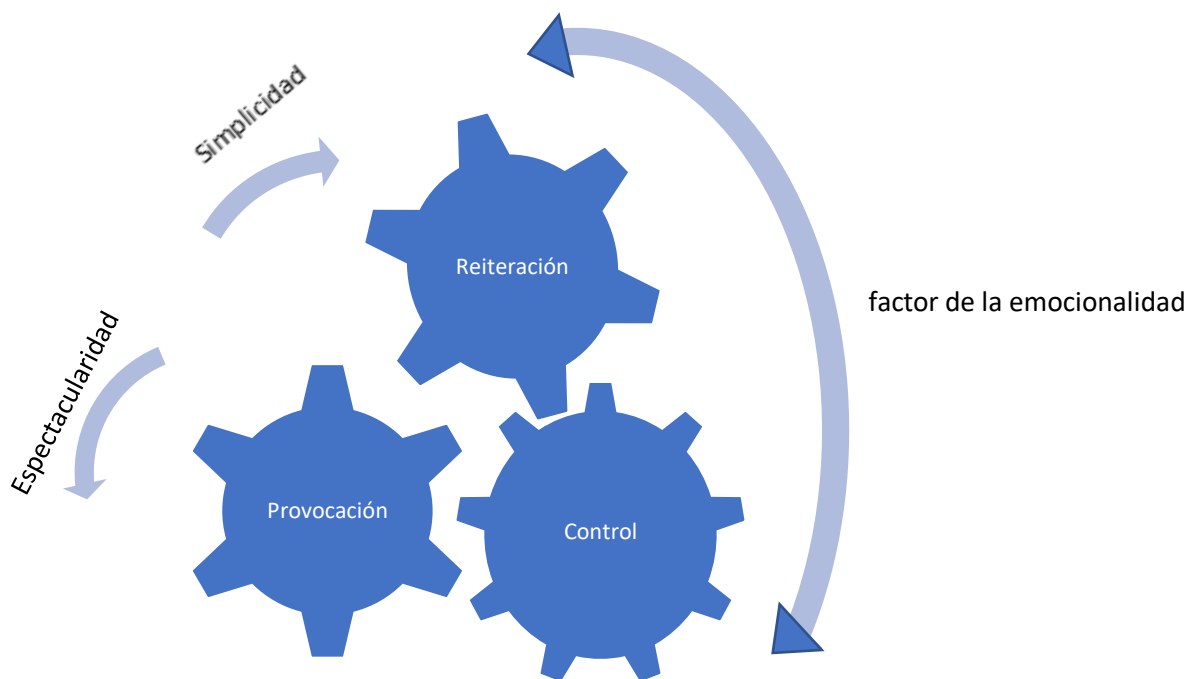 Simplicidad
Reiteración
factor de la emocionalidad
Espectacularidad
Provocación
Control